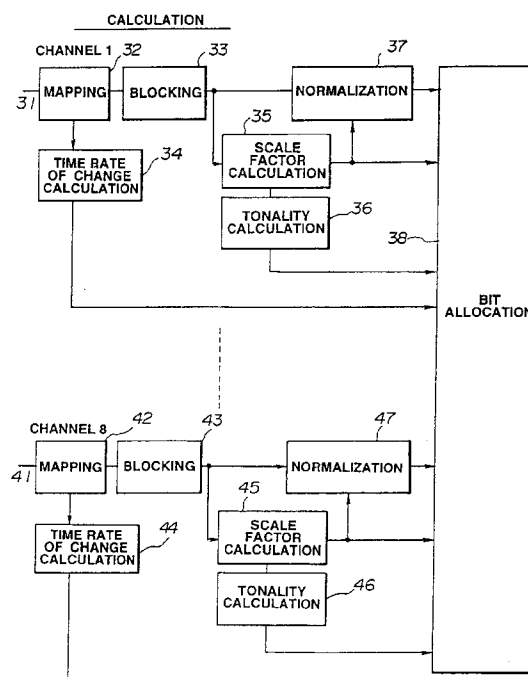 CALCULATION
CHANNEL 1
32
33
37
31
MAPPING
BLOCKING
NORMALIZATION
34
35
TIME RATE
OF CHANGE
CALCULATION
SCALE
FACTOR
CALCULATION
36
TONALITY
CALCULATION
38
BIT
ALLOCATION
CHANNEL 8
42
43
47
41
MAPPING
BLOCKING
NORMALIZATION
44
45
TIME RATE
OF CHANGE
CALCULATION
SCALE
FACTOR
CALCULATION
46
TONALITY
CALCULATION